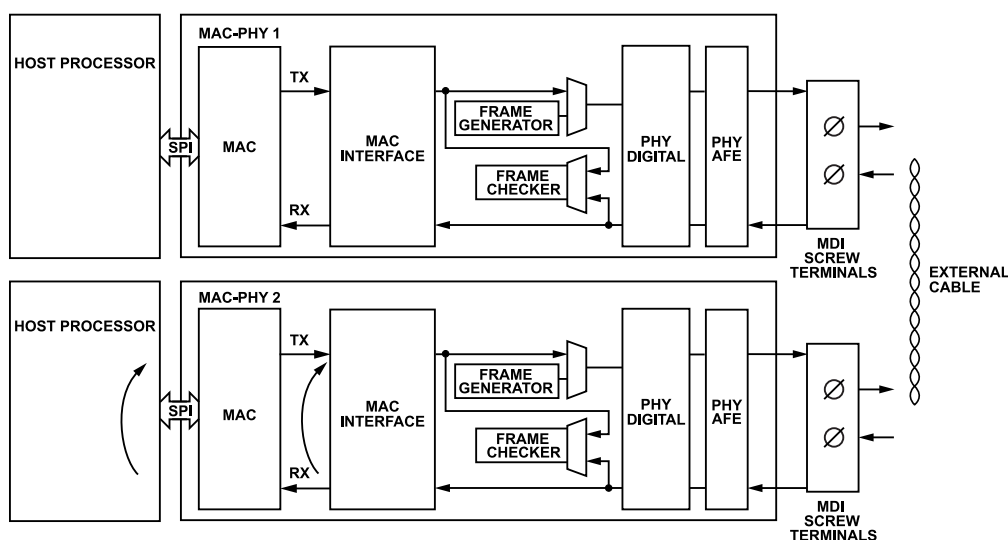 HOST PROCESSOR
MAC-PHY 1
SPI
MAC
TX
RX
MAC
INTERFACE
FRAME
GENERATOR
FRAME
CHECKER
PHY
DIGITAL
PHY
AFE
MDI
SCREW
TERMINALS
EXTERNAL
CABLE
HOST PROCESSOR
MAC-PHY 2
SPI
MAC
TX
RX
MAC
INTERFACE
FRAME
GENERATOR
FRAME
CHECKER
PHY
DIGITAL
PHY
AFE
MDI
SCREW
TERMINALS